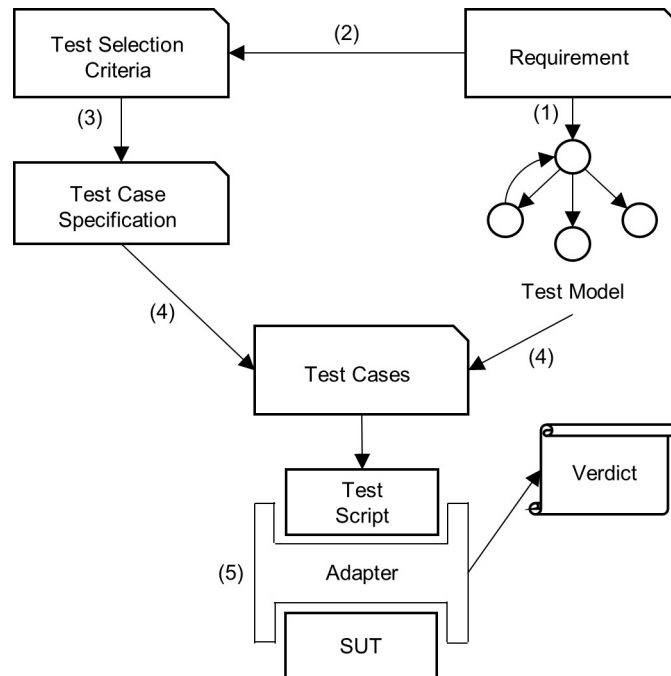 Test Selection
Criteria
(2)
Requirement
(3)
(1)
Test Case
Specification
Test Model
(4)
(4)
Test Cases
Test
Script
Verdict
(5)
Adapter
SUT